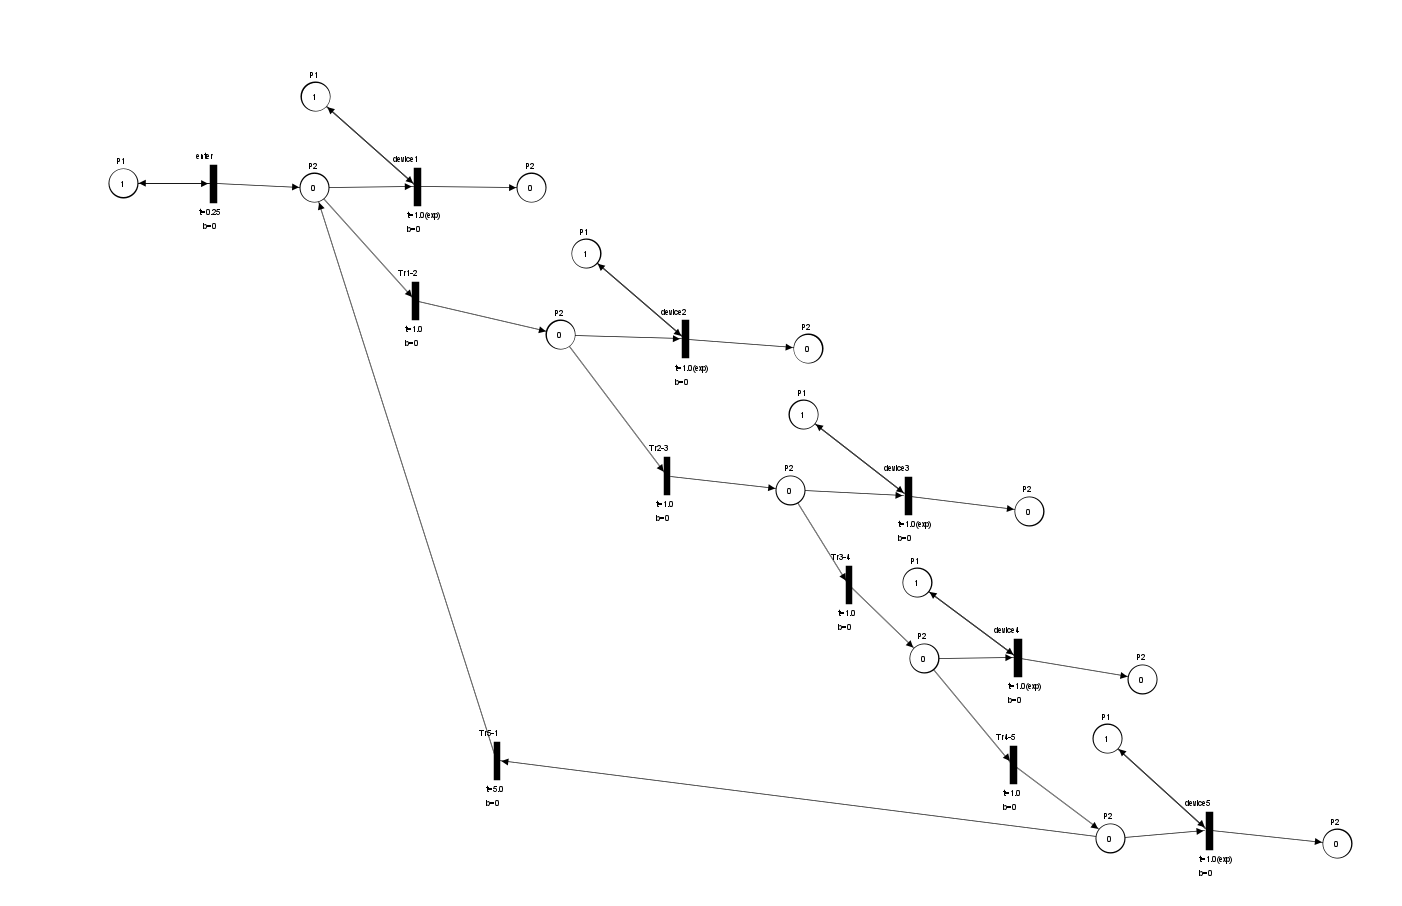 P1
1
P1
1
enter
t=0.25
b=0
P2
0
device1
t=1.0(exp)
b=0
P2
0
Tr1-2
t=1.0
b=0
P1
1
P2
0
device2
t=1.0(exp)
b=0
P2
0
Tr2-3
t=1.0
b=0
P1
1
P2
0
device3
t=1.0(exp)
b=0
P2
0
Tr3-4
t=1.0
b=0
P1
1
P2
0
device4
t=1.0(exp)
b=0
P2
0
Tr4-5
t=1.0
b=0
Tr5-1
t=5.0
b=0
P1
1
P2
0
device5
t=1.0(exp)
b=0
P2
0